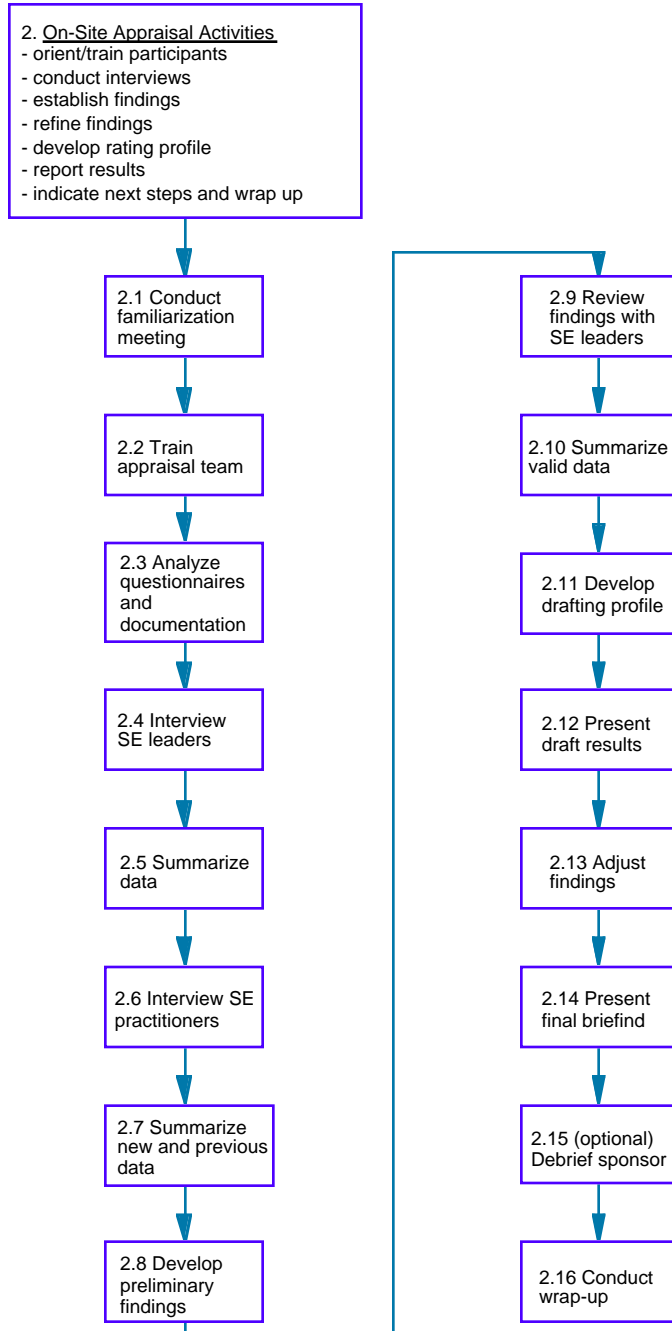 2. On-Site Appraisal Activities
- orient/train participants
- conduct interviews
- establish findings
- refine findings
- develop rating profile
- report results
- indicate next steps and wrap up
2.1 Conduct
familiarization
meeting
2.2 Train
appraisal team
2.3 Analyze
questionnaires
and
documentation
2.4 Interview
SE leaders
2.5 Summarize
data
2.6 Interview SE
practitioners
2.7 Summarize
new and previous
data
2.8 Develop
preliminary
findings
2.9 Review
findings with
SE leaders
2.10 Summarize
valid data
2.11 Develop
drafting profile
2.12 Present
draft results
2.13 Adjust
findings
2.14 Present
final briefind
2.15 (optional)
Debrief sponsor
2.16 Conduct
wrap-up